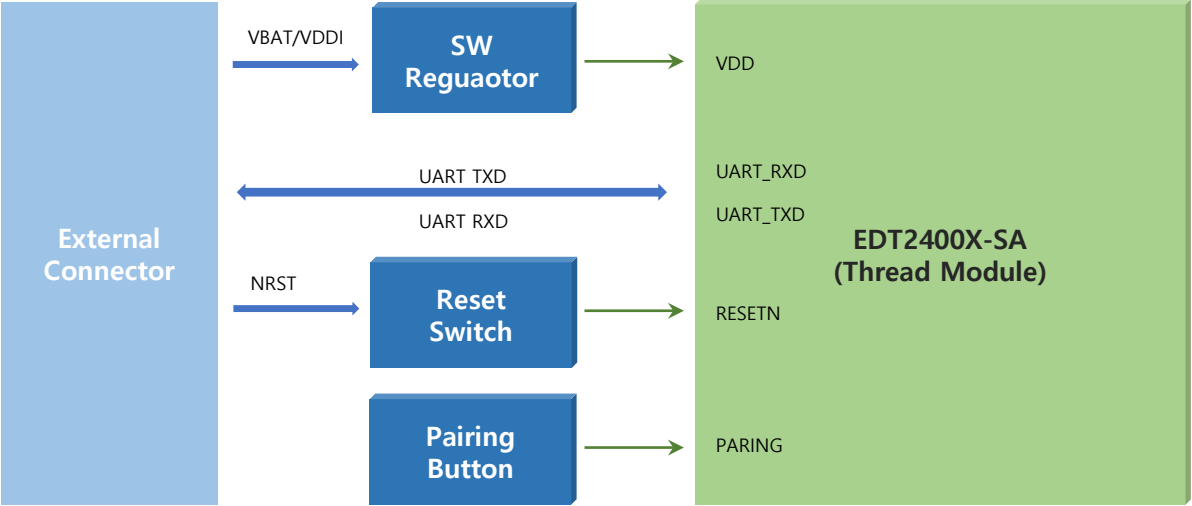 External
Connector
VBAT/VDDI
SW
Reguaotor
VDD
UART TXD
UART RXD
UART_RXD
UART_TXD
NRST
Reset
Switch
RESETN
Pairing
Button
PARING
EDT2400X-SA
(Thread Module)